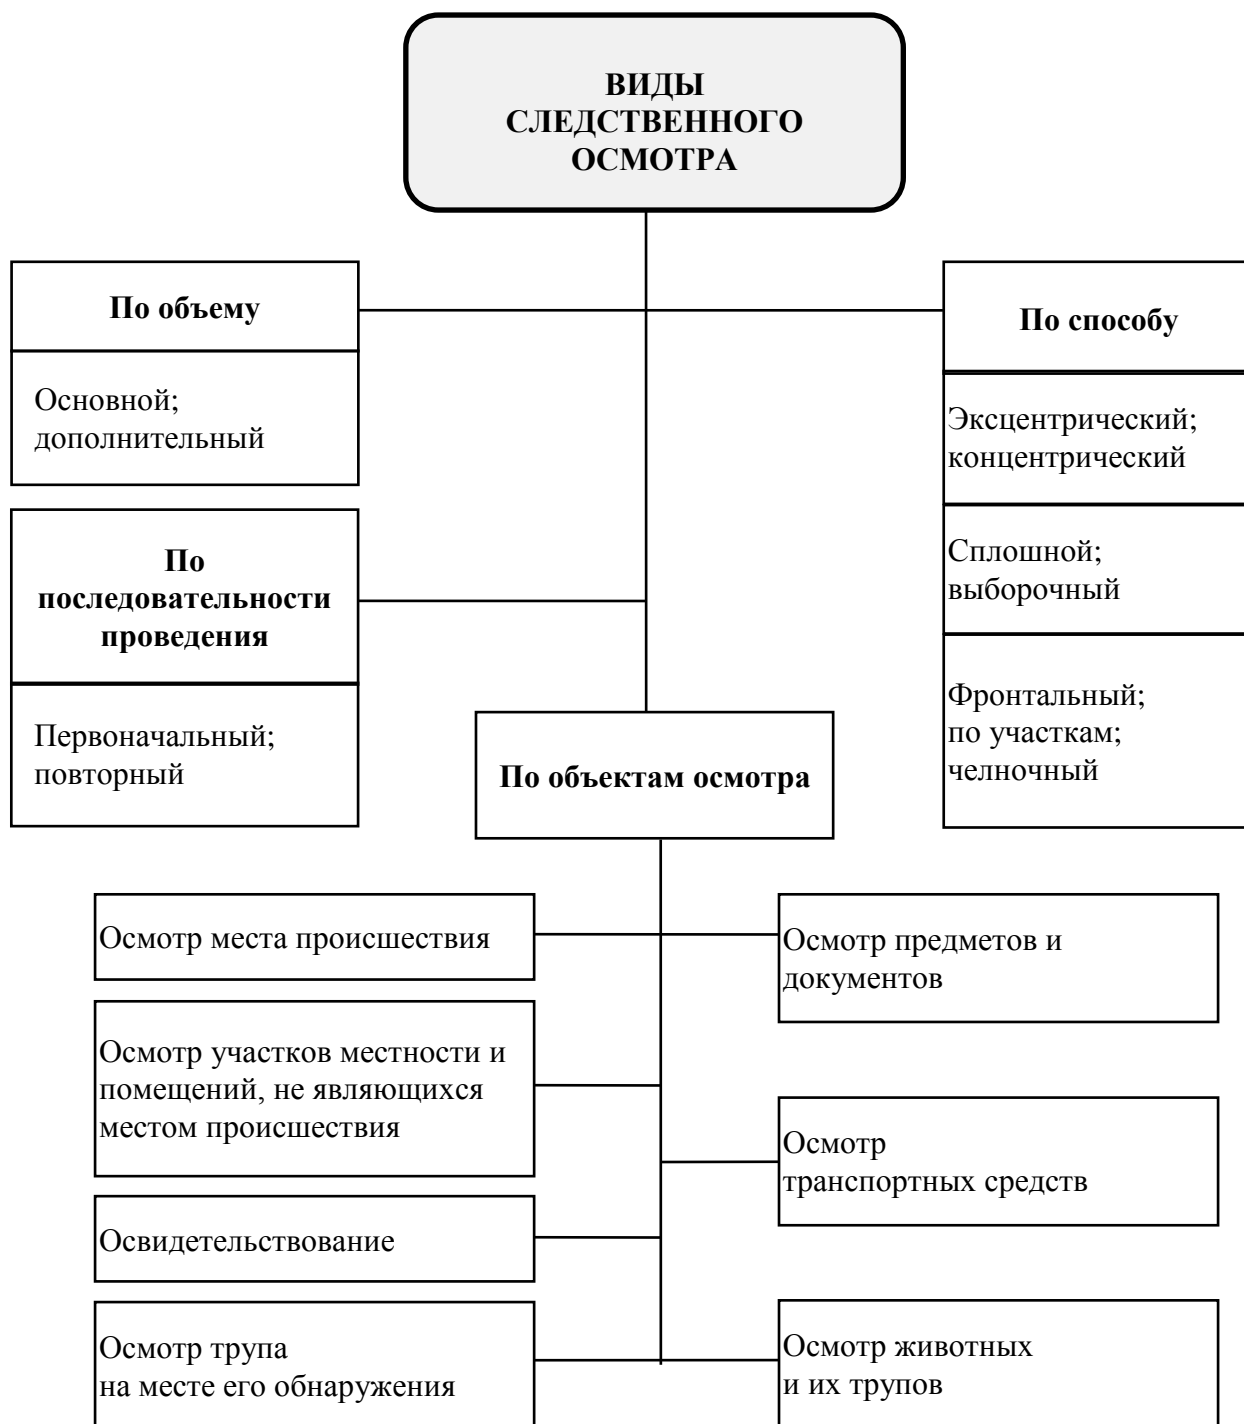 ВИДЫ
СЛЕДСТВЕННОГО
ОСМОТРА
По объему
Основной;
дополнительный
По
последовательности
проведения
Первоначальный;
повторный
По способу
Эксцентрический;
концентрический
Сплошной;
выборочный
Фронтальный;
по участкам;
челночный
По объектам осмотра
Осмотр места происшествия
Осмотр участков местности и
помещений, не являющихся
местом происшествия
Освидетельствование
Осмотр трупа
на месте его обнаружения
Осмотр предметов и
документов
Осмотр
транспортных средств
Осмотр животных
и их трупов